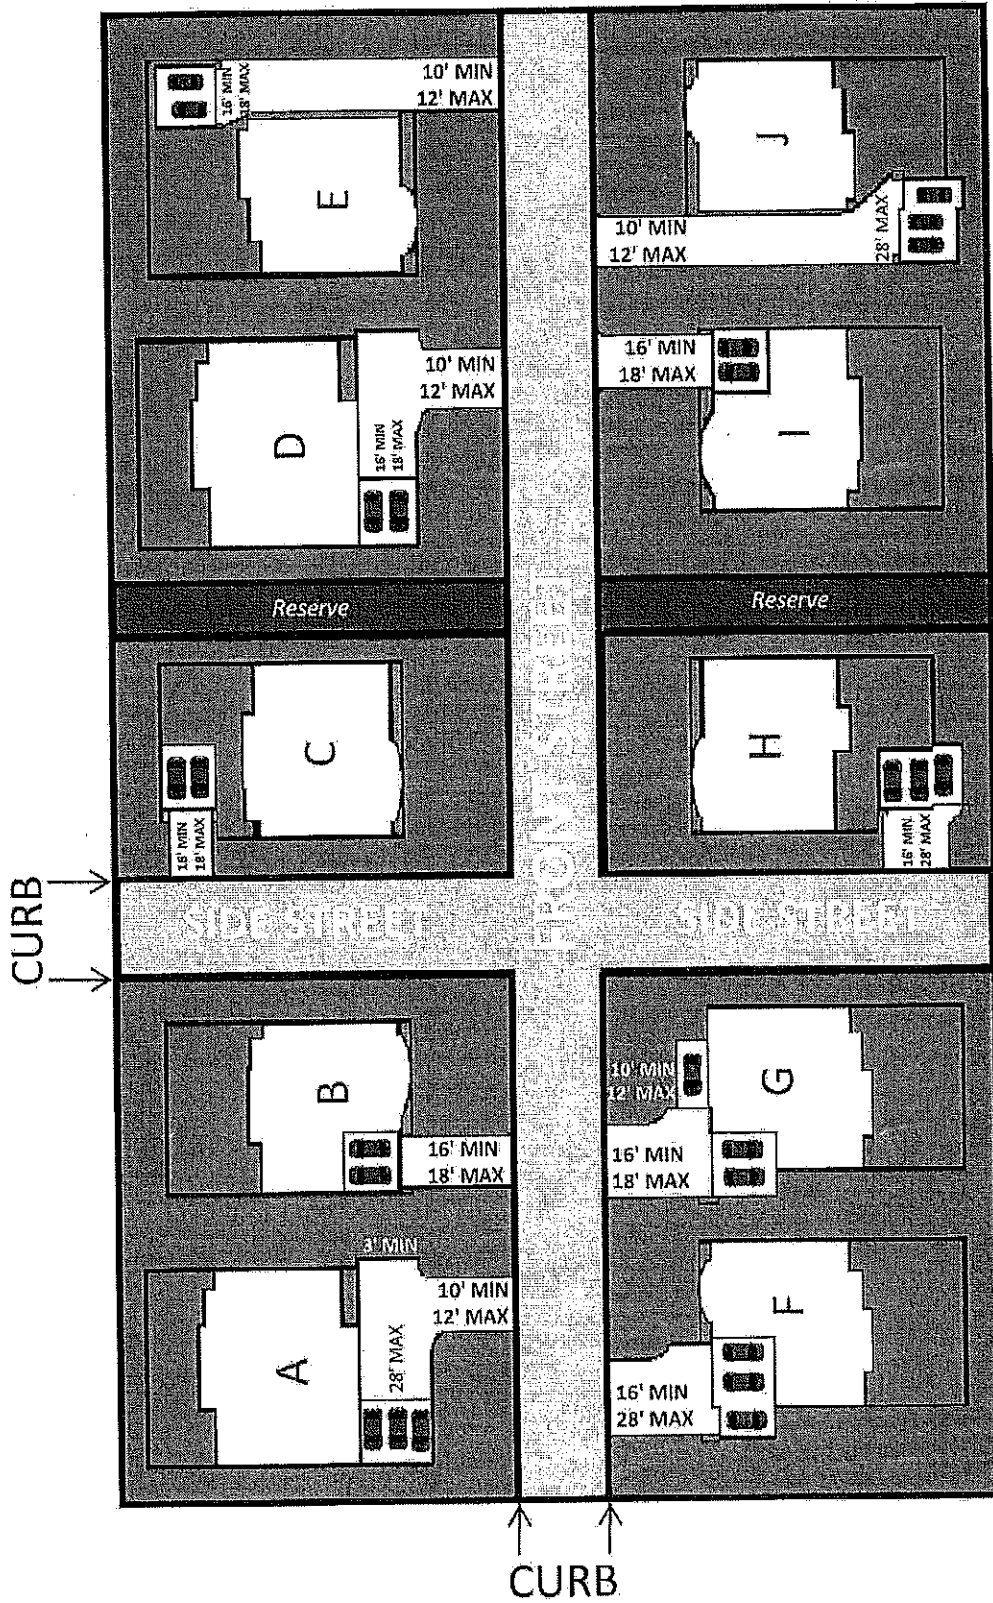 16' MIN
18' MAX
10' MIN
12' MAX
E
J
10' MIN
12' MAX
28' MAX
D
16' MIN
18' MAX
10' MIN
12' MAX
16' MIN
18' MAX
I
Reserve
Reserve
C
16' MIN
18' MAX
H
16' MIN
28' MAX
CURB
SIDE STREET
FRONT STREET
SIDE STREET
B
16' MIN
18' MAX
10' MIN
12' MAX
G
16' MIN
18' MAX
A
3' MIN
10' MIN
12' MAX
28' MAX
F
16' MIN
28' MAX
CURB